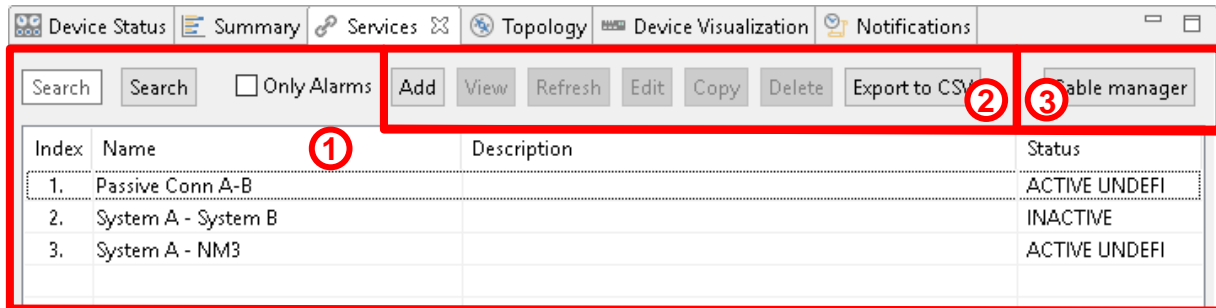 Device Status Summary Services Topology Device Visualization Notifications
Search Search Only Alarms Add View Refresh Edit Copy Delete Export to CSV ② ③ Cable manager
Index Name ① Description Status
1. Passive Conn A-B ACTIVE UNDEFI
2. System A - System B INACTIVE
3. System A - NM3 ACTIVE UNDEFI